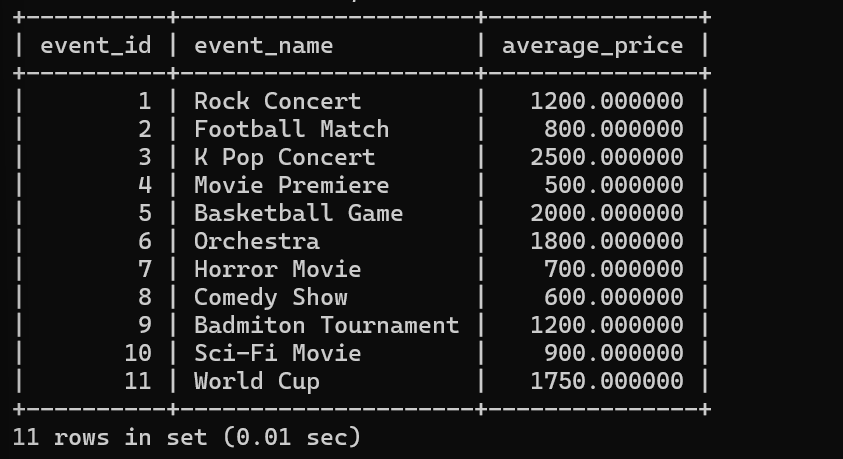 +----------+---------------------+---------------+
| event_id | event_name          | average_price |
+----------+---------------------+---------------+
|        1 | Rock Concert        |   1200.000000 |
|        2 | Football Match      |    800.000000 |
|        3 | K Pop Concert       |   2500.000000 |
|        4 | Movie Premiere      |    500.000000 |
|        5 | Basketball Game     |   2000.000000 |
|        6 | Orchestra           |   1800.000000 |
|        7 | Horror Movie        |    700.000000 |
|        8 | Comedy Show         |    600.000000 |
|        9 | Badmiton Tournament |   1200.000000 |
|       10 | Sci-Fi Movie        |    900.000000 |
|       11 | World Cup           |   1750.000000 |
+----------+---------------------+---------------+
11 rows in set (0.01 sec)